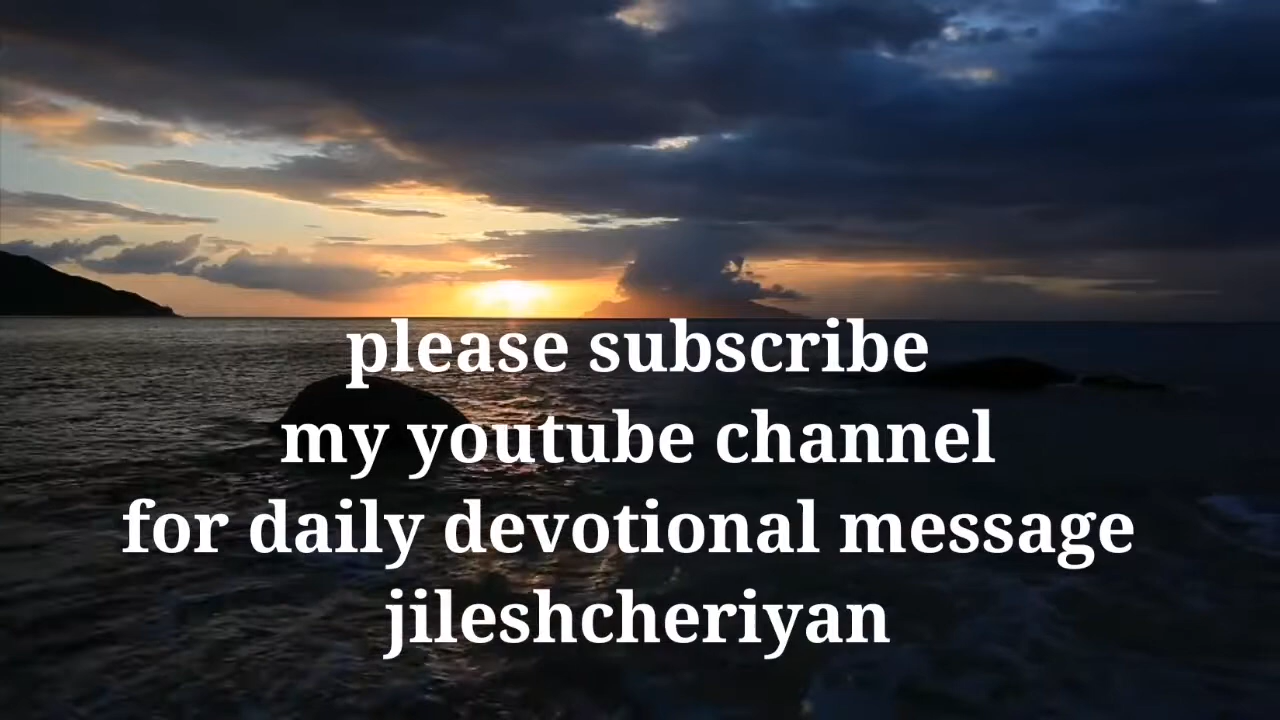 please subscribe
my youtube channel
for daily devotional message
jileshcheriyan